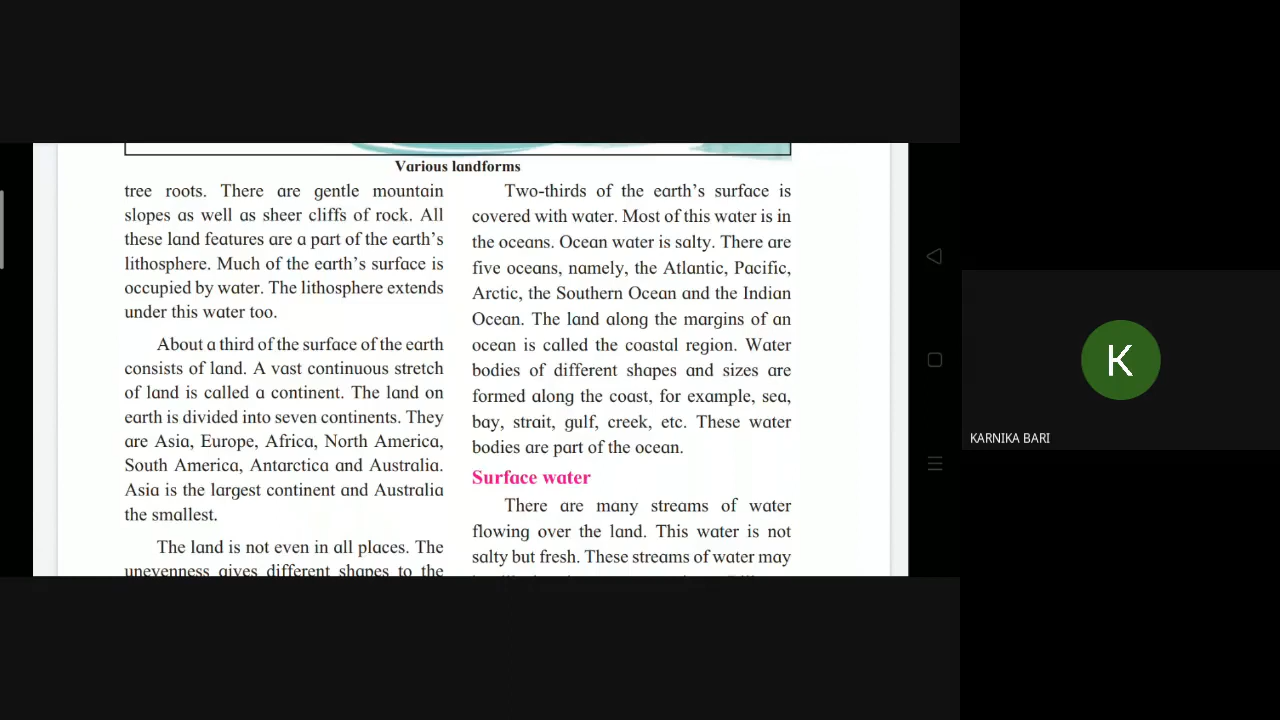 Various landforms
tree roots. There are gentle mountain
slopes as well as sheer cliffs of rock. All
these land features are a part of the earth's
lithosphere. Much of the earth's surface is
occupied by water. The lithosphere extends
under this water too.
About a third of the surface of the earth
consists of land. A vast continuous stretch
of land is called a continent. The land on
earth is divided into seven continents. They
are Asia, Europe, Africa, North America,
South America, Antarctica and Australia.
Asia is the largest continent and Australia
the smallest.
The land is not even in all places. The
unevenness gives different shapes to the
Two-thirds of the earth's surface is
covered with water. Most of this water is in
the oceans. Ocean water is salty. There are
five oceans, namely, the Atlantic, Pacific,
Arctic, the Southern Ocean and the Indian
Ocean. The land along the margins of an
ocean is called the coastal region. Water
bodies of different shapes and sizes are
formed along the coast, for example, sea,
bay, strait, gulf, creek, etc. These water
bodies are part of the ocean.
Surface water
There are many streams of water
flowing over the land. This water is not
salty but fresh. These streams of water may
K
KARNIKA BARI